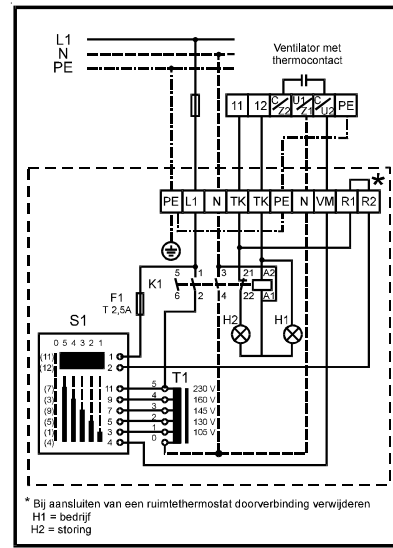 L1
N
PE
Ventilator met
thermocontact
11 12 C/Z2 U1/Z1 C/U2 PE
PE L1 N TK TK PE N VM R1 R2 *
5 1 3 21 A2
K1
6 2 4 22 A1
F1
T 2,5A
H2 H1
S1
0 5 4 3 2 1
(11) 1
(12) 2
(7) 11
(3) 9
(9) 7
(5) 5
(1) 3
(4) 4
T1
5 230 V
4 160 V
3 145 V
2 130 V
1 105 V
0
* Bij aansluiten van een ruimtethermostat doorverbinding verwijderen
H1 = bedrijf
H2 = storing